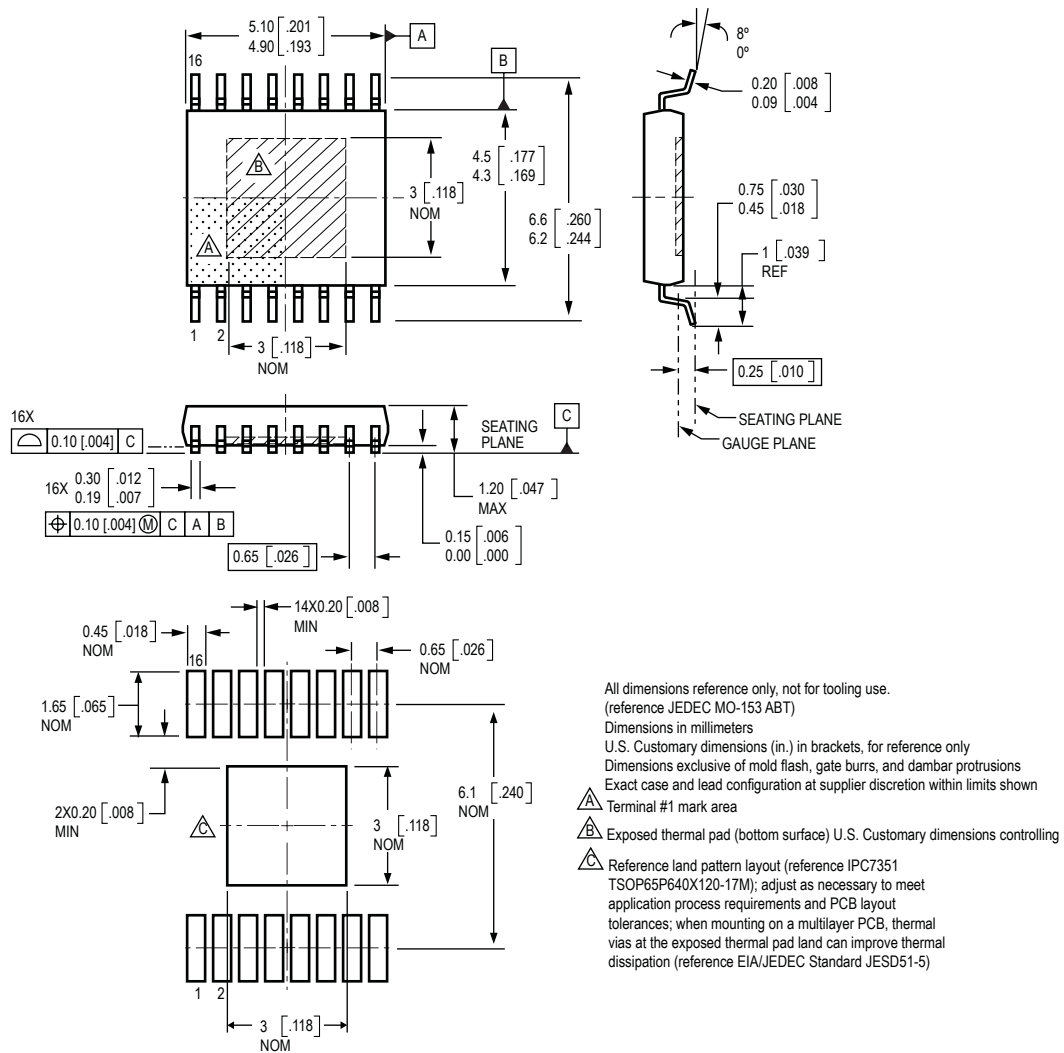 5.10 [.201]
4.90 [.193]
A
16
B
B
3 [.118]
NOM
4.5 [.177]
4.3 [.169]
6.6 [.260]
6.2 [.244]
A
1 2
3 [.118]
NOM
8º
0º
0.20 [.008]
0.09 [.004]
0.75 [.030]
0.45 [.018]
1 [.039]
REF
0.25 [.010]
SEATING PLANE
GAUGE PLANE
16X
0.10 [.004] C
SEATING
PLANE
C
16X 0.30 [.012]
0.19 [.007]
⌖ 0.10 [.004] Ⓜ C A B
1.20 [.047]
MAX
0.15 [.006]
0.00 [.000]
0.65 [.026]
14X0.20 [.008]
MIN
0.45 [.018]
NOM
0.65 [.026]
NOM
16
1.65 [.065]
NOM
2X0.20 [.008]
MIN
C
3 [.118]
NOM
6.1 [.240]
NOM
1 2
3 [.118]
NOM
All dimensions reference only, not for tooling use.
(reference JEDEC MO-153 ABT)
Dimensions in millimeters
U.S. Customary dimensions (in.) in brackets, for reference only
Dimensions exclusive of mold flash, gate burrs, and dambar protrusions
Exact case and lead configuration at supplier discretion within limits shown
A Terminal #1 mark area
B Exposed thermal pad (bottom surface) U.S. Customary dimensions controlling
C Reference land pattern layout (reference IPC7351
TSOP65P640X120-17M); adjust as necessary to meet
application process requirements and PCB layout
tolerances; when mounting on a multilayer PCB, thermal
vias at the exposed thermal pad land can improve thermal
dissipation (reference EIA/JEDEC Standard JESD51-5)